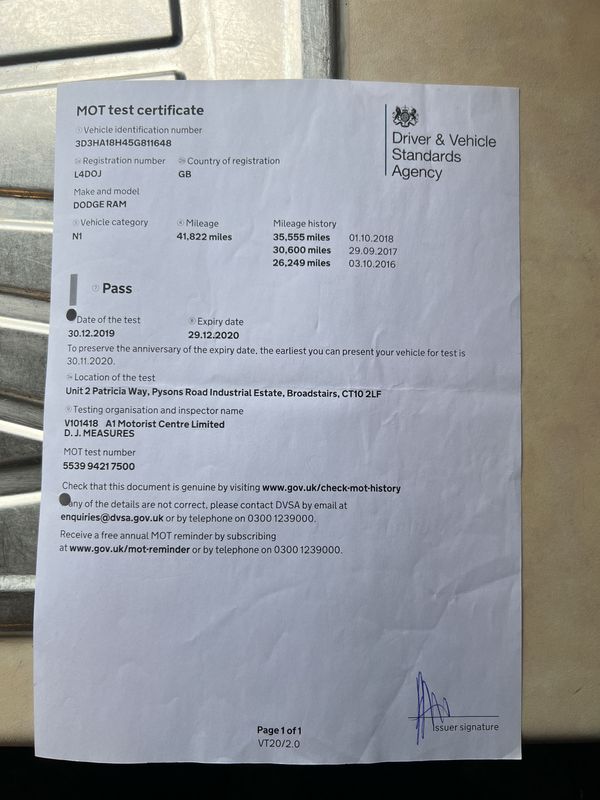 MOT test certificate
Driver & Vehicle
Standards
Agency
① Vehicle identification number
3D3HA18H45G811648
Registration number Country of registration
L4DOJ GB
Make and model
DODGE RAM
Vehicle category Mileage Mileage history
N1 41,822 miles 35,555 miles 01.10.2018
30,600 miles 29.09.2017
26,249 miles 03.10.2016
⑦ Pass
Date of the test Expiry date
30.12.2019 29.12.2020
To preserve the anniversary of the expiry date, the earliest you can present your vehicle for test is
30.11.2020.
Location of the test
Unit 2 Patricia Way, Pysons Road Industrial Estate, Broadstairs, CT10 2LF
Testing organisation and inspector name
V101418 A1 Motorist Centre Limited
D. J. MEASURES
MOT test number
5539 9421 7500
Check that this document is genuine by visiting www.gov.uk/check-mot-history
any of the details are not correct, please contact DVSA by email at
enquiries@dvsa.gov.uk or by telephone on 0300 1239000.
Receive a free annual MOT reminder by subscribing
at www.gov.uk/mot-reminder or by telephone on 0300 1239000.
Issuer signature
Page 1 of 1
VT20/2.0